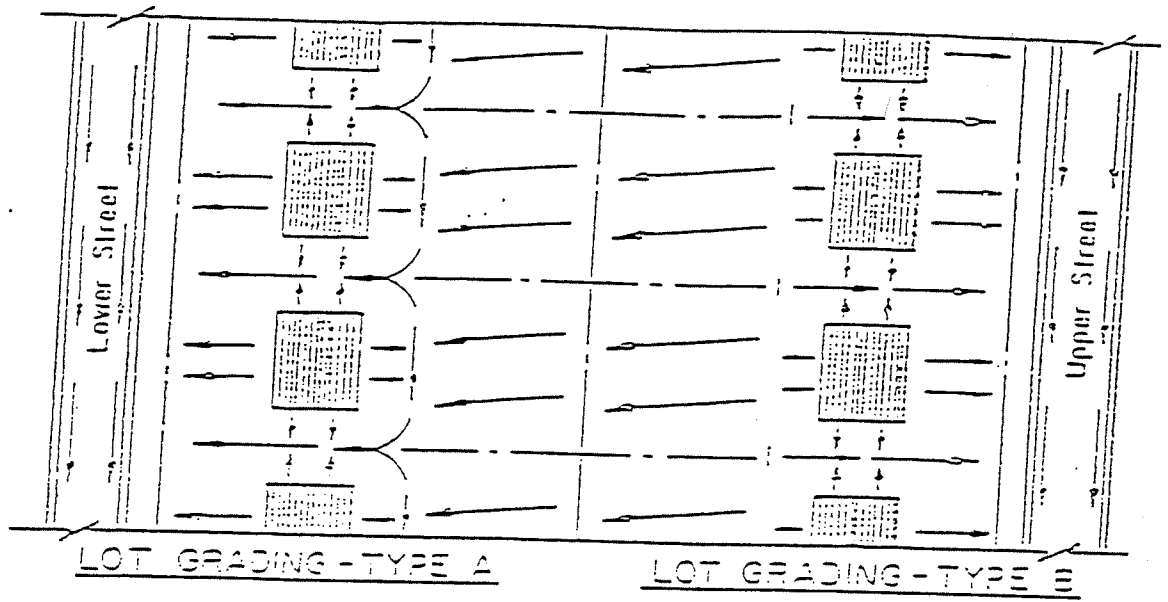 Lower Street
Upper Street
LOT GRADING-TYPE A
LOT GRADING-TYPE B